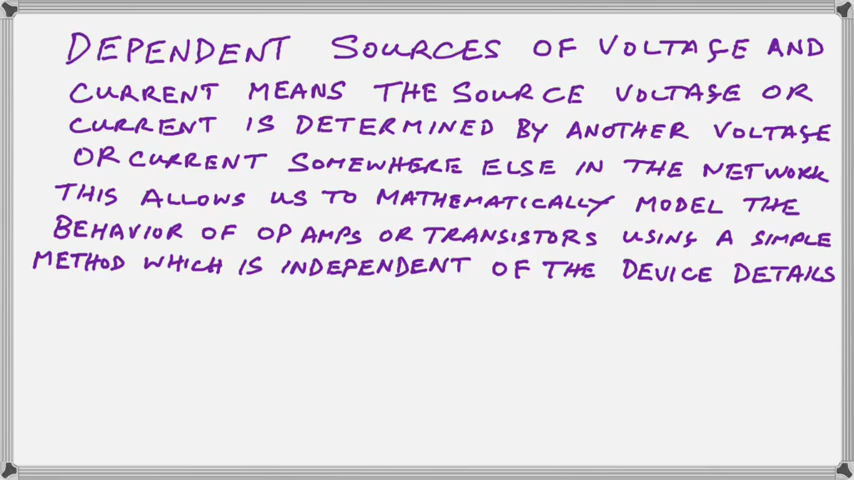 DEPENDENT SOURCES OF VOLTAGE AND
CURRENT MEANS THE SOURCE VOLTAGE OR
CURRENT IS DETERMINED BY ANOTHER VOLTAGE
OR CURRENT SOMEWHERE ELSE IN THE NETWORK
THIS ALLOWS US TO MATHEMATICALLY MODEL THE
BEHAVIOR OF OP AMPS OR TRANSISTORS USING A SIMPLE
METHOD WHICH IS INDEPENDENT OF THE DEVICE DETAILS